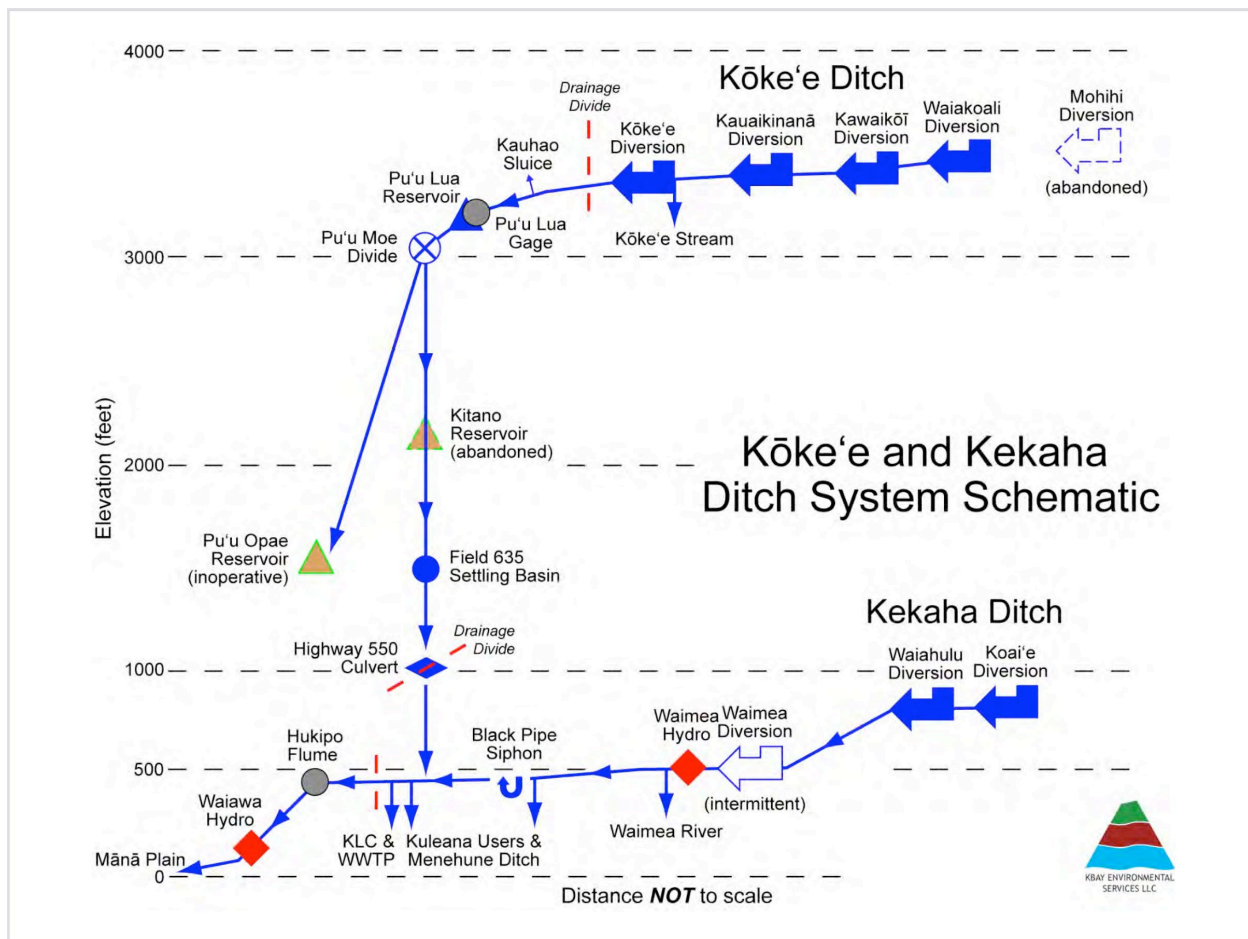 4000
Kōkeʻe Ditch
Drainage
Divide
Kōkeʻe
Diversion
Kauaikinanā
Diversion
Kawaikōī
Diversion
Waiakoali
Diversion
Mohihi
Diversion
(abandoned)
Kauhao
Sluice
Puʻu Lua
Reservoir
Puʻu Lua
Gage
Kōkeʻe Stream
Puʻu Moe
Divide
3000
Elevation (feet)
Kitano
Reservoir
(abandoned)
2000
Kōkeʻe and Kekaha
Ditch System Schematic
Puʻu Opae
Reservoir
(inoperative)
Field 635
Settling Basin
Kekaha Ditch
Highway 550
Culvert
Drainage
Divide
1000
Waiahulu
Diversion
Koaiʻe
Diversion
Hukipo
Flume
Black Pipe
Siphon
Waimea
Hydro
Waimea
Diversion
(intermittent)
500
Waiawa
Hydro
KLC &
WWTP
Kuleana Users &
Menehune Ditch
Waimea River
Mānā Plain
0
Distance NOT to scale
KBAY ENVIRONMENTAL
SERVICES LLC